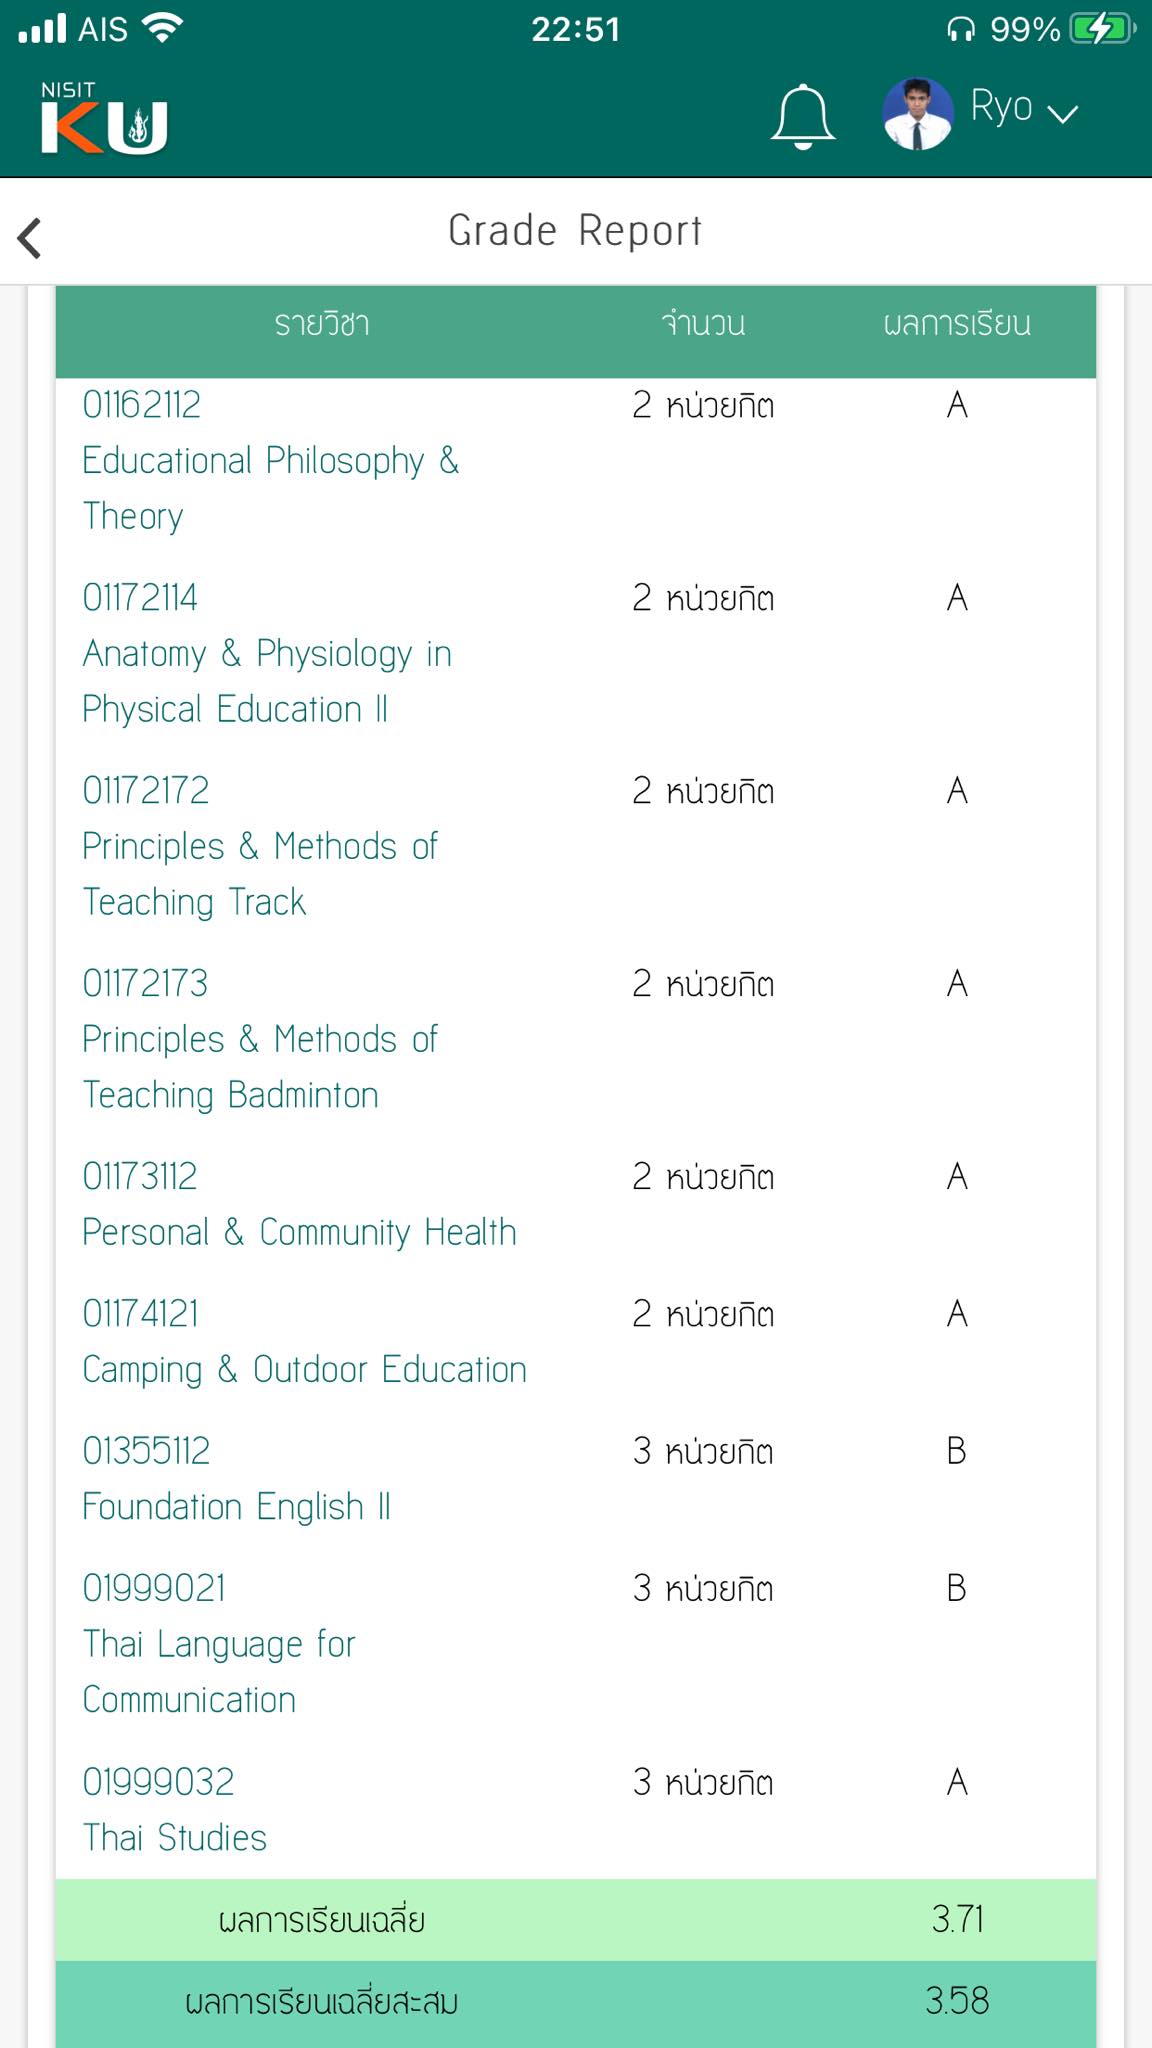 AIS 22:51 99%
NISIT
KU
Ryo
Grade Report
รายวิชา จำนวน ผลการเรียน
01162112 2 หน่วยกิต A
Educational Philosophy &
Theory
01172114 2 หน่วยกิต A
Anatomy & Physiology in
Physical Education II
01172172 2 หน่วยกิต A
Principles & Methods of
Teaching Track
01172173 2 หน่วยกิต A
Principles & Methods of
Teaching Badminton
01173112 2 หน่วยกิต A
Personal & Community Health
01174121 2 หน่วยกิต A
Camping & Outdoor Education
01355112 3 หน่วยกิต B
Foundation English II
01999021 3 หน่วยกิต B
Thai Language for
Communication
01999032 3 หน่วยกิต A
Thai Studies
ผลการเรียนเฉลี่ย 3.71
ผลการเรียนเฉลี่ยสะสม 3.58